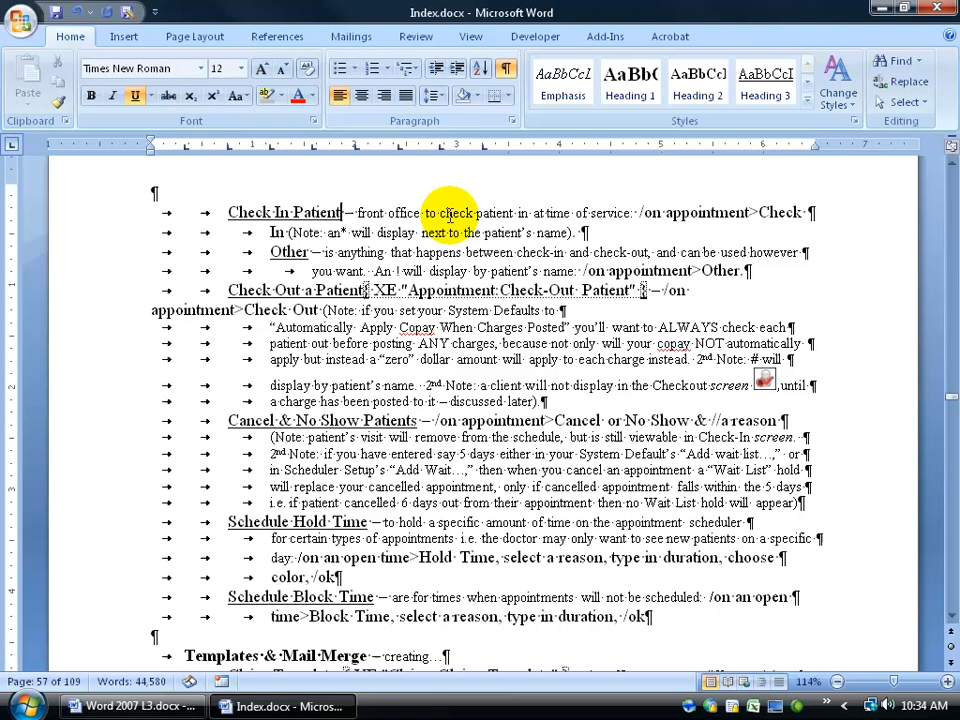 Index.docx - Microsoft Word
Home Insert Page Layout References Mailings Review View Developer Add-Ins Acrobat
Times New Roman 12 AaBbCcI AaBb( AaBbCc] AaBbCcI Find
Paste Emphasis Heading 1 Heading 2 Heading 3 Change Styles Replace
Select
Clipboard Font Paragraph Styles Editing
¶
→ → Check·In·Patient – front office to check patient in at time of service: /on appointment>Check ¶
→ → → In (Note: an* will display next to the patient's name). ¶
→ → → Other – is anything that happens between check-in and check-out, and can be used however
→ → → → you want. An ! will display by patient's name: /on appointment>Other.¶
→ → Check Out a Patient{ XE "Appointment:Check-Out Patient" } – /on
appointment>Check Out (Note: if you set your System Defaults to
→ → → “Automatically Apply Copay When Charges Posted” you’ll want to ALWAYS check each¶
→ → → patient out before posting ANY charges, because not only will your copay NOT automatically ¶
→ → → apply but instead a “zero” dollar amount will apply to each charge instead. 2nd Note: # will ¶
→ → → display by patient’s name. 2nd Note: a client will not display in the Checkout screen ,until ¶
→ → → a charge has been posted to it – discussed later).¶
→ → Cancel & No Show Patients – /on appointment>Cancel or No Show & //a reason ¶
→ → → (Note: patient’s visit will remove from the schedule, but is still viewable in Check-In screen. ¶
→ → → 2nd Note: if you have entered say 5 days either in your System Default’s “Add wait list…,” or ¶
→ → → in Scheduler Setup’s “Add Wait…,” then when you cancel an appointment a “Wait List” hold ¶
→ → → will replace your cancelled appointment, only if cancelled appointment falls within the 5 days¶
→ → → i.e. if patient cancelled 6 days out from their appointment then no Wait List hold will appear)¶
→ → Schedule Hold Time – to hold a specific amount of time on the appointment scheduler ¶
→ → → for certain types of appointments i.e. the doctor may only want to see new patients on a specific ¶
→ → → day: /on an open time>Hold Time, select a reason, type in duration, choose ¶
→ → → color, /ok¶
→ → Schedule Block Time – are for times when appointments will not be scheduled: /on an open ¶
→ → → time>Block Time, select a reason, type in duration, /ok¶
¶
→ Templates & Mail Merge – creating…¶
Page: 57 of 109 Words: 44,580 114%
Word 2007 L3.docx -... Index.docx - Micros... 10:34 AM